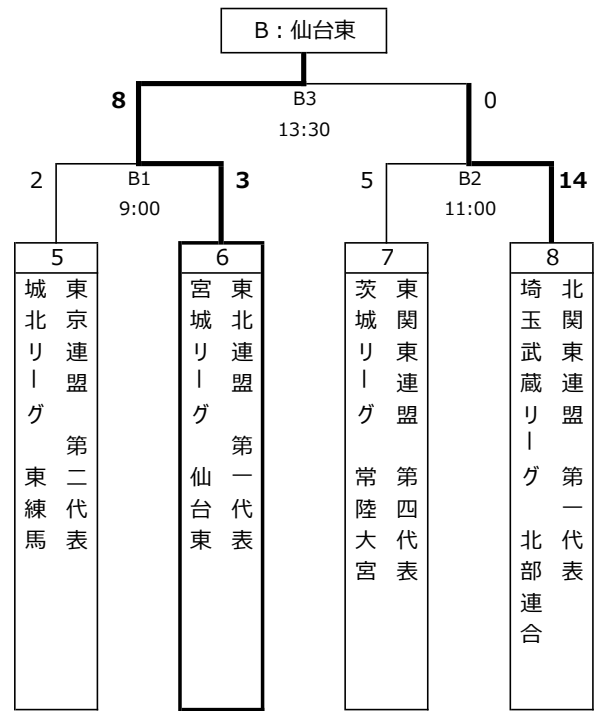 B：仙台東
8
B3
0
13:30
2
B1
3
5
B2
14
9:00
11:00
5
6
7
8
東京連盟　第二代表
城北リーグ　東練馬
東北連盟　第一代表
宮城リーグ　仙台東
東関東連盟　第四代表
茨城リーグ　常陸大宮
北関東連盟　第一代表
埼玉武蔵リーグ　北部連合